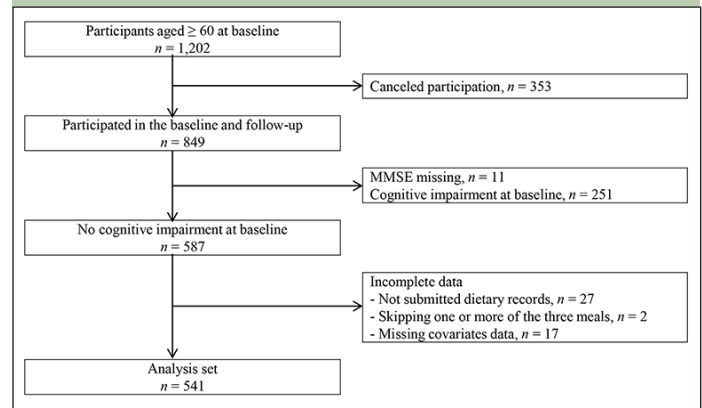 Participants aged ≥ 60 at baseline
n = 1,202
Canceled participation, n = 353
Participated in the baseline and follow-up
n = 849
MMSE missing, n = 11
Cognitive impairment at baseline, n = 251
No cognitive impairment at baseline
n = 587
Incomplete data
- Not submitted dietary records, n = 27
- Skipping one or more of the three meals, n = 2
- Missing covariates data, n = 17
Analysis set
n = 541